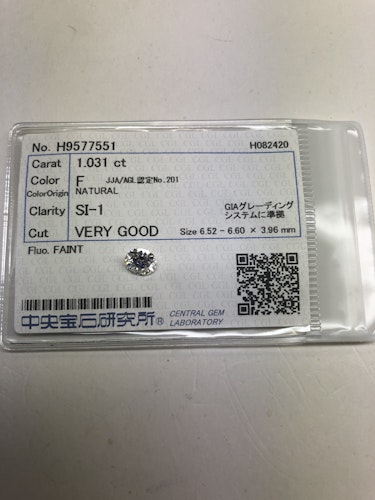 No. H9577551 H082420
Carat 1.031 ct
Color F JJA/AGL認定No.201
ColorOrigin NATURAL
Clarity SI-1 GIAグレーディング
システムに準拠
Cut VERY GOOD Size 6.52 - 6.60 × 3.96 mm
Fluo. FAINT
中央宝石研究所® CENTRAL GEM
LABORATORY